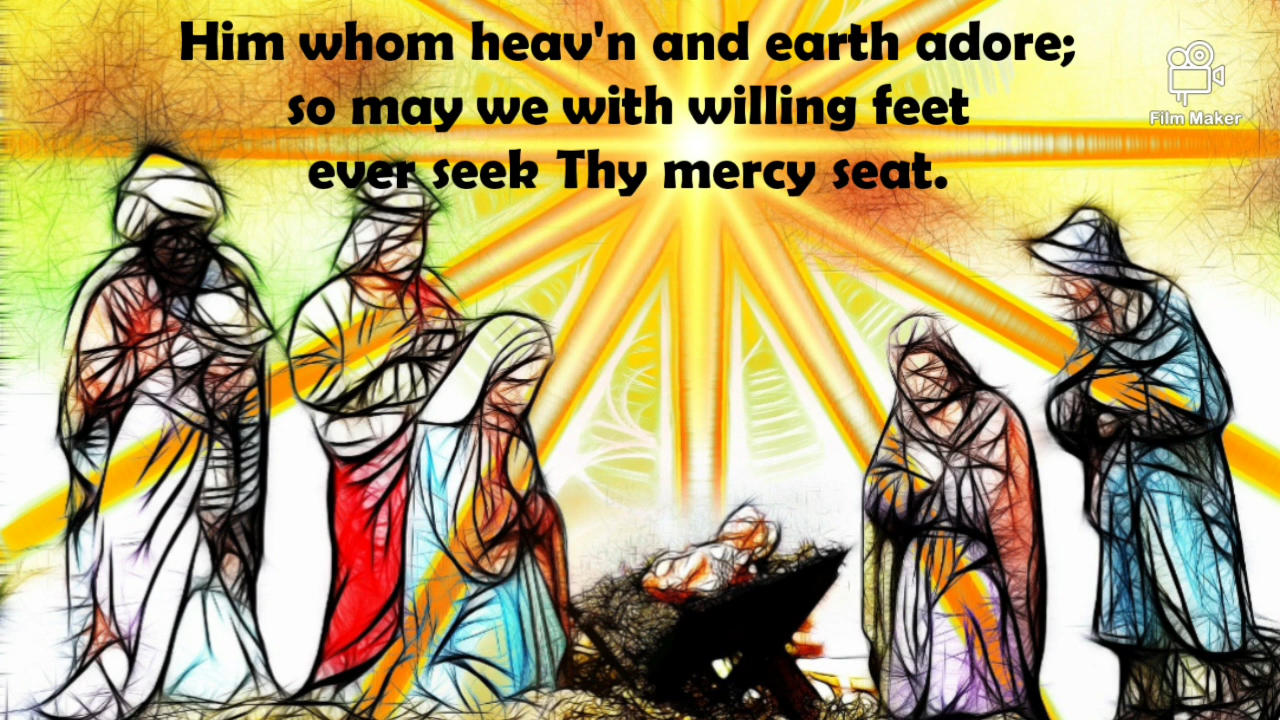 Him whom heav'n and earth adore;
so may we with willing feet
ever seek Thy mercy seat.
Film Maker